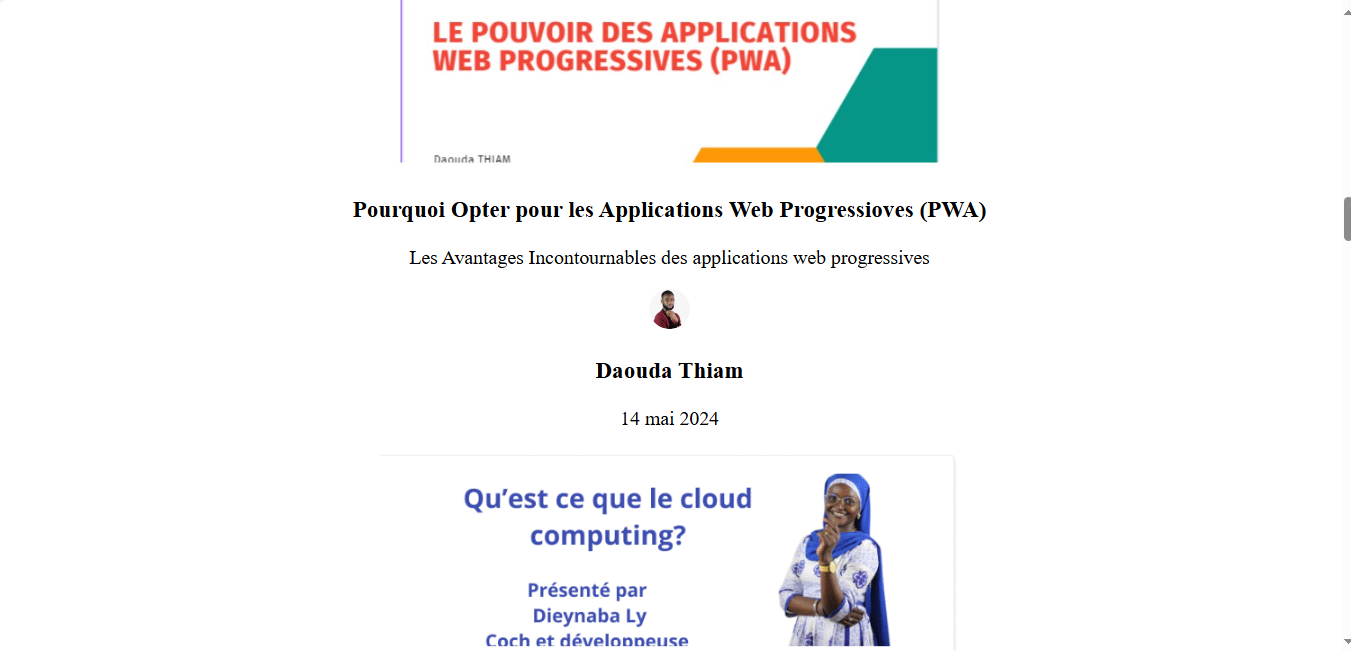 LE POUVOIR DES APPLICATIONS
WEB PROGRESSIVES (PWA)
Daouda THIAM
Pourquoi Opter pour les Applications Web Progressioves (PWA)
Les Avantages Incontournables des applications web progressives
Daouda Thiam
14 mai 2024
Qu’est ce que le cloud
computing?
Présenté par
Dieynaba Ly
Coch et développeuse